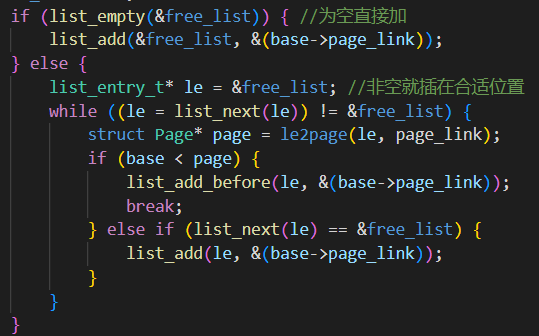 if (list_empty(&free_list)) { //为空直接加
    list_add(&free_list, &(base->page_link));
} else {
    list_entry_t* le = &free_list; //非空就插在合适位置
    while ((le = list_next(le)) != &free_list) {
        struct Page* page = le2page(le, page_link);
        if (base < page) {
            list_add_before(le, &(base->page_link));
            break;
        } else if (list_next(le) == &free_list) {
            list_add(le, &(base->page_link));
        }
    }
}